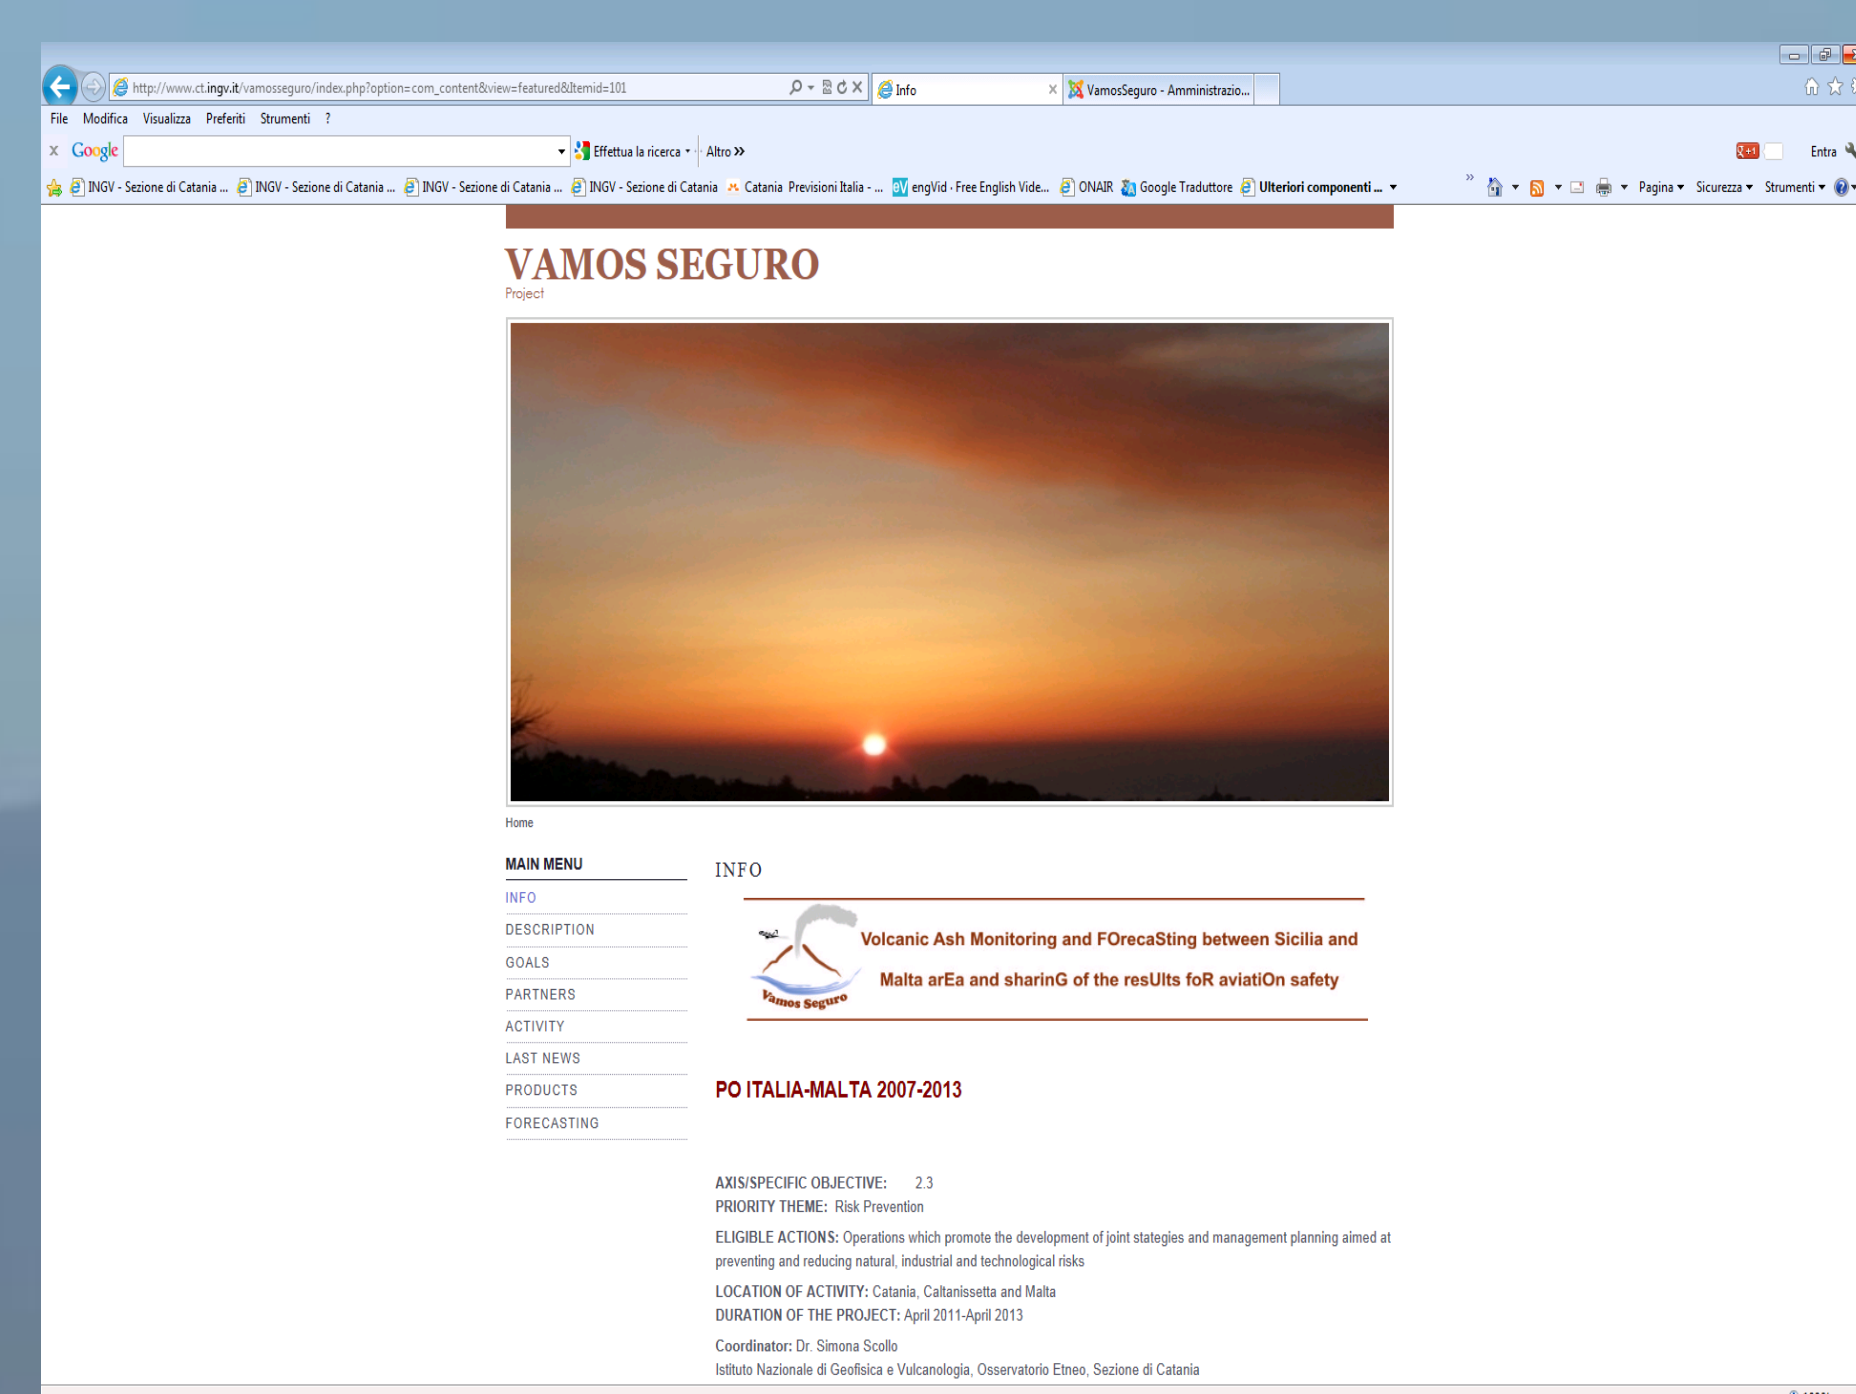 http://www.ct.ingv.it/vamosseguro/index.php?option=com_content&view=featured&Itemid=101
Info
VamosSeguro - Amministrazio...
File Modifica Visualizza Preferiti Strumenti ?
x Google
Effettua la ricerca
Altro »
Entra
INGV - Sezione di Catania ...
INGV - Sezione di Catania ...
INGV - Sezione di Catania ...
INGV - Sezione di Catania
Catania Previsioni Italia - ...
eV engVid · Free English Vide...
ONAIR
Google Traduttore
Ulteriori componenti ...
»
Pagina Sicurezza Strumenti
VAMOS SEGURO
Project
Home
MAIN MENU
INFO
DESCRIPTION
GOALS
PARTNERS
ACTIVITY
LAST NEWS
PRODUCTS
FORECASTING
INFO
Vamos Seguro
Volcanic Ash Monitoring and FOrecaSting between Sicilia and
Malta arEa and sharinG of the resUlts foR aviatiOn safety
PO ITALIA-MALTA 2007-2013
AXIS/SPECIFIC OBJECTIVE: 2.3
PRIORITY THEME: Risk Prevention
ELIGIBLE ACTIONS: Operations which promote the development of joint stategies and management planning aimed at
preventing and reducing natural, industrial and technological risks
LOCATION OF ACTIVITY: Catania, Caltanissetta and Malta
DURATION OF THE PROJECT: April 2011-April 2013
Coordinator: Dr. Simona Scollo
Istituto Nazionale di Geofisica e Vulcanologia, Osservatorio Etneo, Sezione di Catania